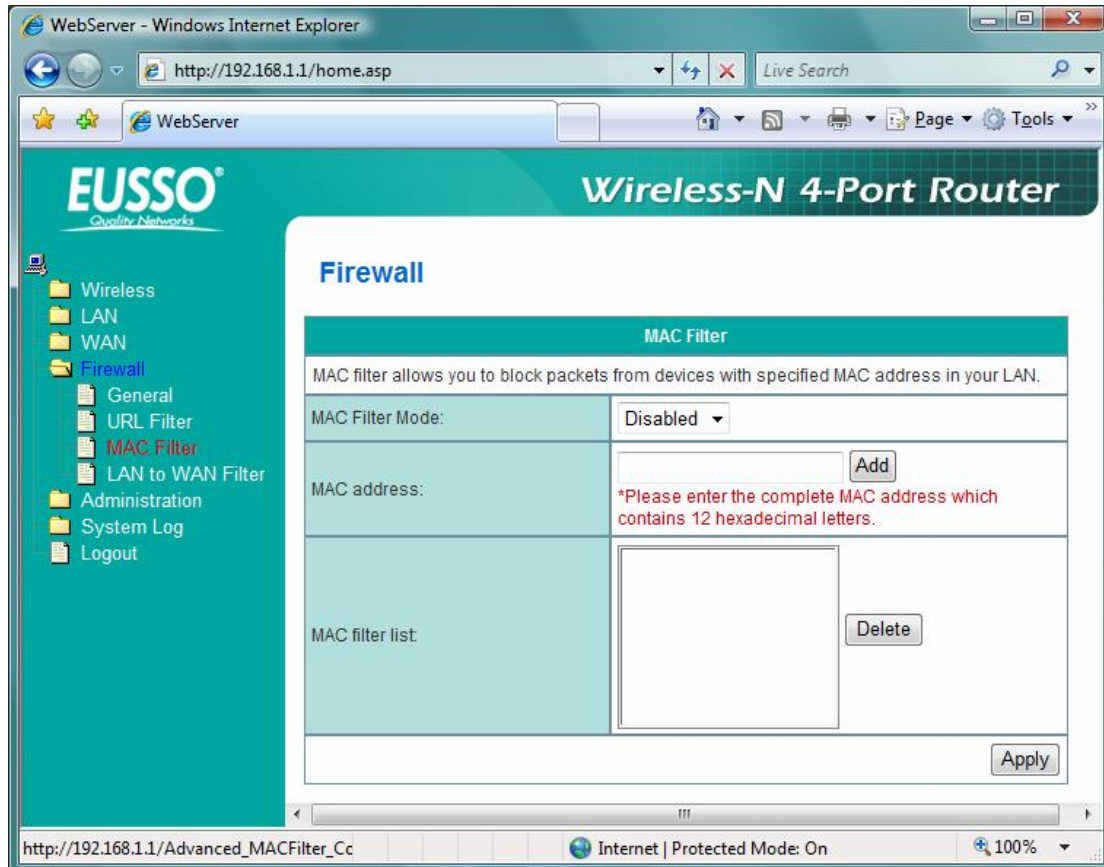 WebServer - Windows Internet Explorer
http://192.168.1.1/home.asp
Live Search
WebServer
Page
Tools
EUSSO®
Quality Networks
Wireless-N 4-Port Router
Wireless
LAN
WAN
Firewall
General
URL Filter
MAC Filter
LAN to WAN Filter
Administration
System Log
Logout
Firewall
MAC Filter
MAC filter allows you to block packets from devices with specified MAC address in your LAN.
MAC Filter Mode:
Disabled
MAC address:
Add
*Please enter the complete MAC address which
contains 12 hexadecimal letters.
MAC filter list:
Delete
Apply
http://192.168.1.1/Advanced_MACFilter_Cc
Internet | Protected Mode: On
100%